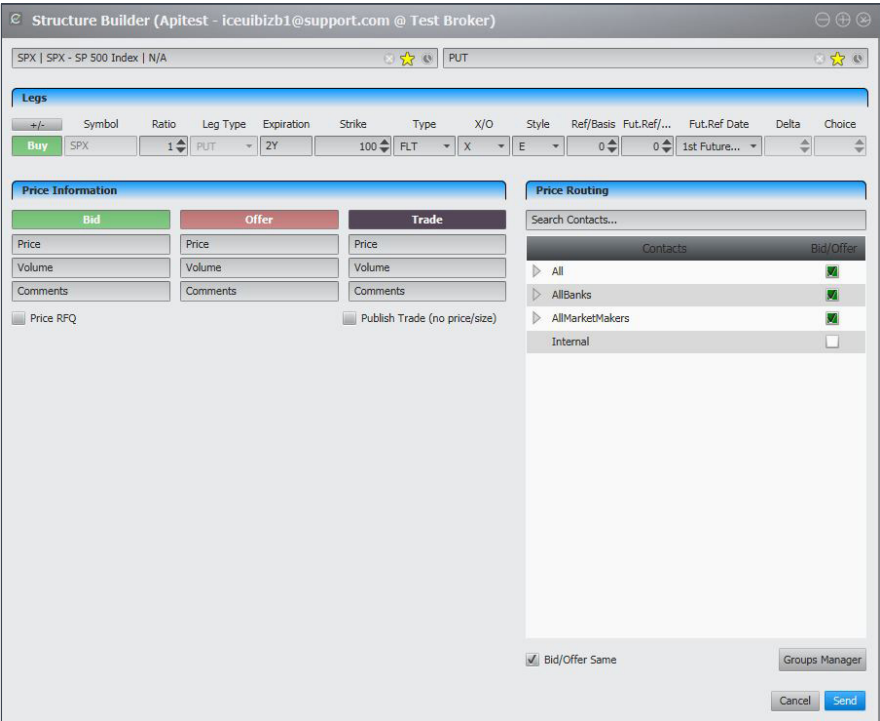 Structure Builder (Apitest - iceuibizb1@support.com @ Test Broker)
SPX | SPX - SP 500 Index | N/A PUT
Legs
+/- Symbol Ratio Leg Type Expiration Strike Type X/O Style Ref/Basis Fut.Ref/... Fut.Ref Date Delta Choice
Buy SPX 1 PUT 2Y 100 FLT X E 0 0 1st Future...
Price Information Price Routing
Bid Offer Trade Search Contacts...
Price Price Price Contacts Bid/Offer
Volume Volume Volume All
Comments Comments Comments AllBanks
Price RFQ Publish Trade (no price/size) AllMarketMakers
Internal
Bid/Offer Same Groups Manager
Cancel Send